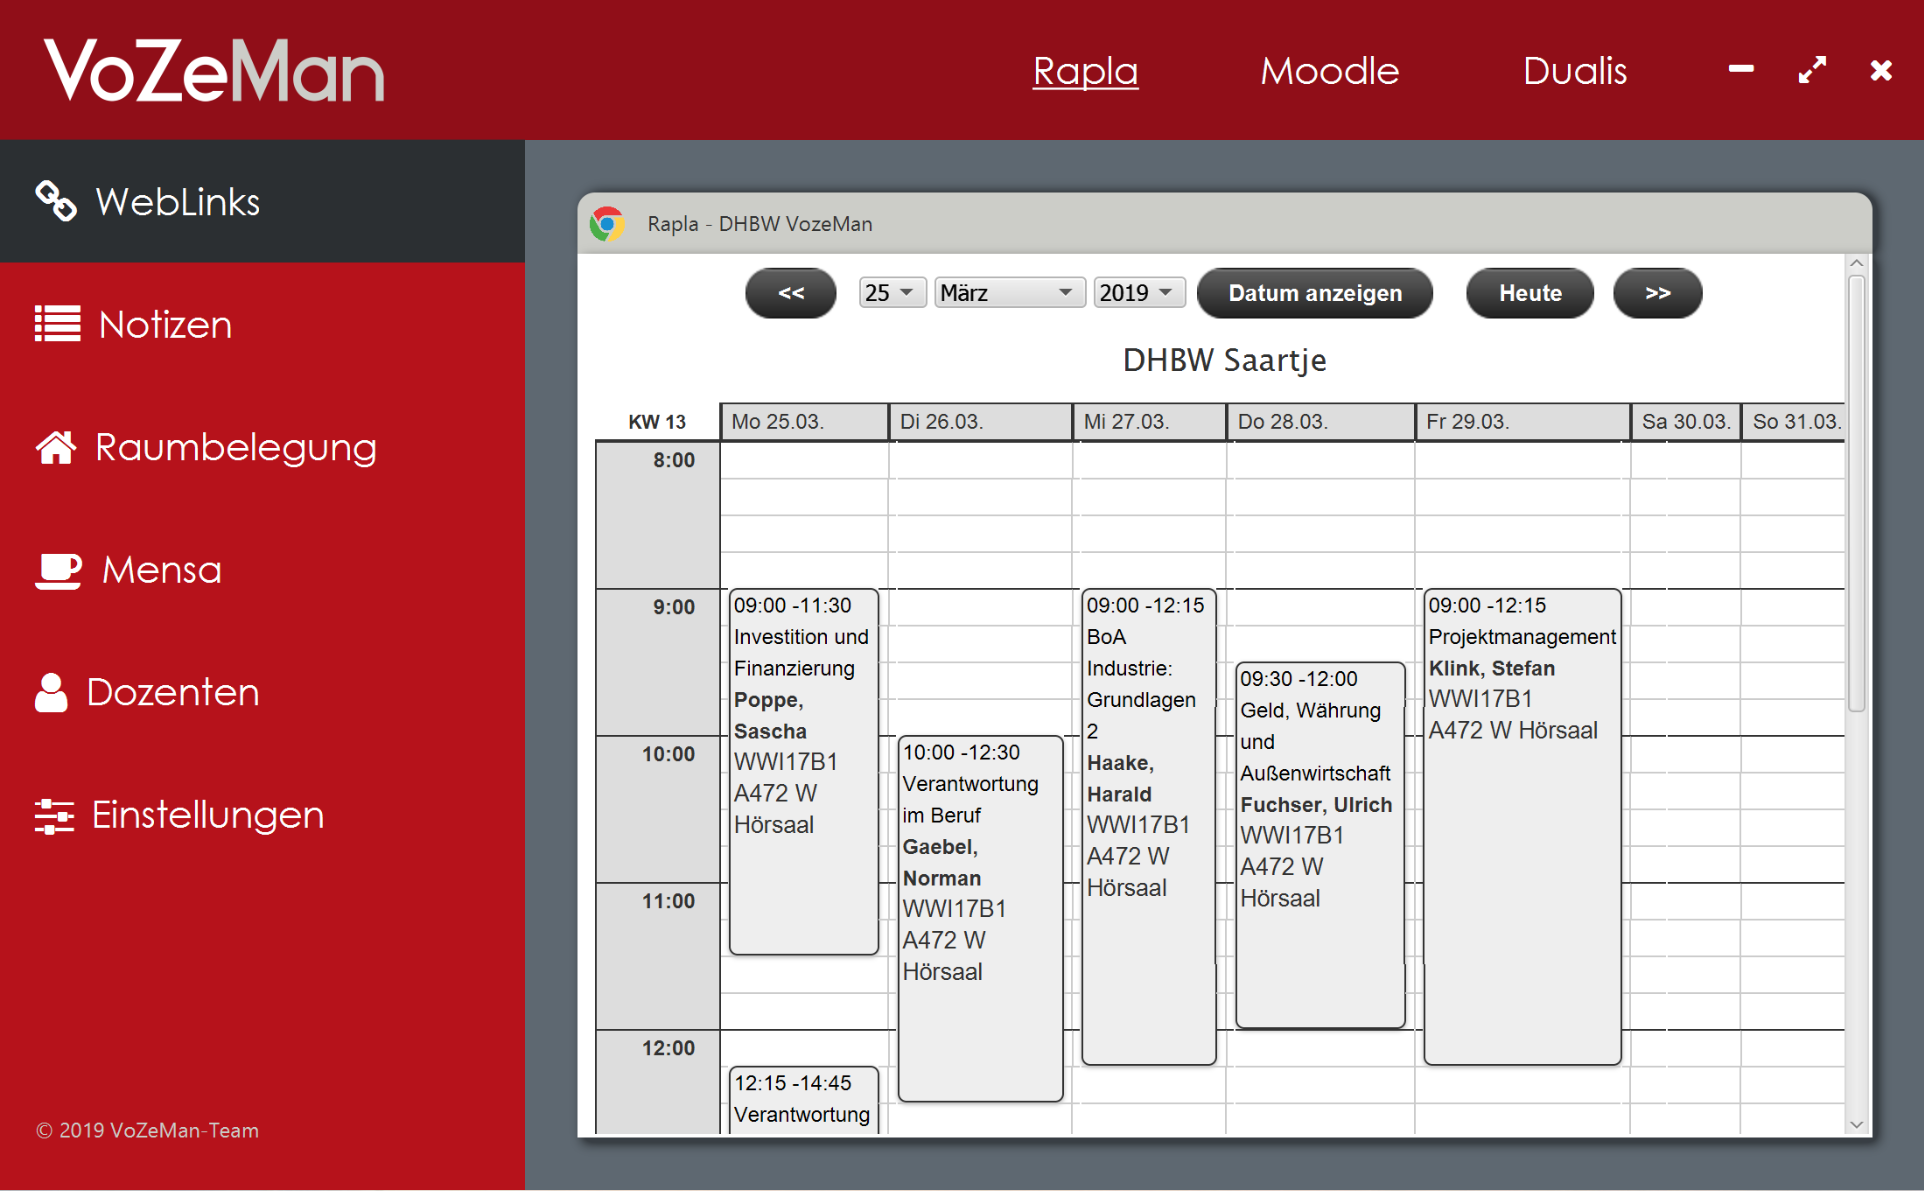 VoZeMan
Rapla
Moodle
Dualis
WebLinks
Notizen
Raumbelegung
Mensa
Dozenten
Einstellungen
© 2019 VoZeMan-Team
Rapla - DHBW VozeMan
<<
25
März
2019
Datum anzeigen
Heute
>>
DHBW Saartje
KW 13
Mo 25.03.
Di 26.03.
Mi 27.03.
Do 28.03.
Fr 29.03.
Sa 30.03.
So 31.03.
8:00
9:00
10:00
11:00
12:00
09:00 -11:30
Investition und
Finanzierung
Poppe,
Sascha
WWI17B1
A472 W
Hörsaal
12:15 -14:45
Verantwortung
10:00 -12:30
Verantwortung
im Beruf
Gaebel,
Norman
WWI17B1
A472 W
Hörsaal
09:00 -12:15
BoA
Industrie:
Grundlagen
2
Haake,
Harald
WWI17B1
A472 W
Hörsaal
09:30 -12:00
Geld, Währung
und
Außenwirtschaft
Fuchser, Ulrich
WWI17B1
A472 W
Hörsaal
09:00 -12:15
Projektmanagement
Klink, Stefan
WWI17B1
A472 W Hörsaal